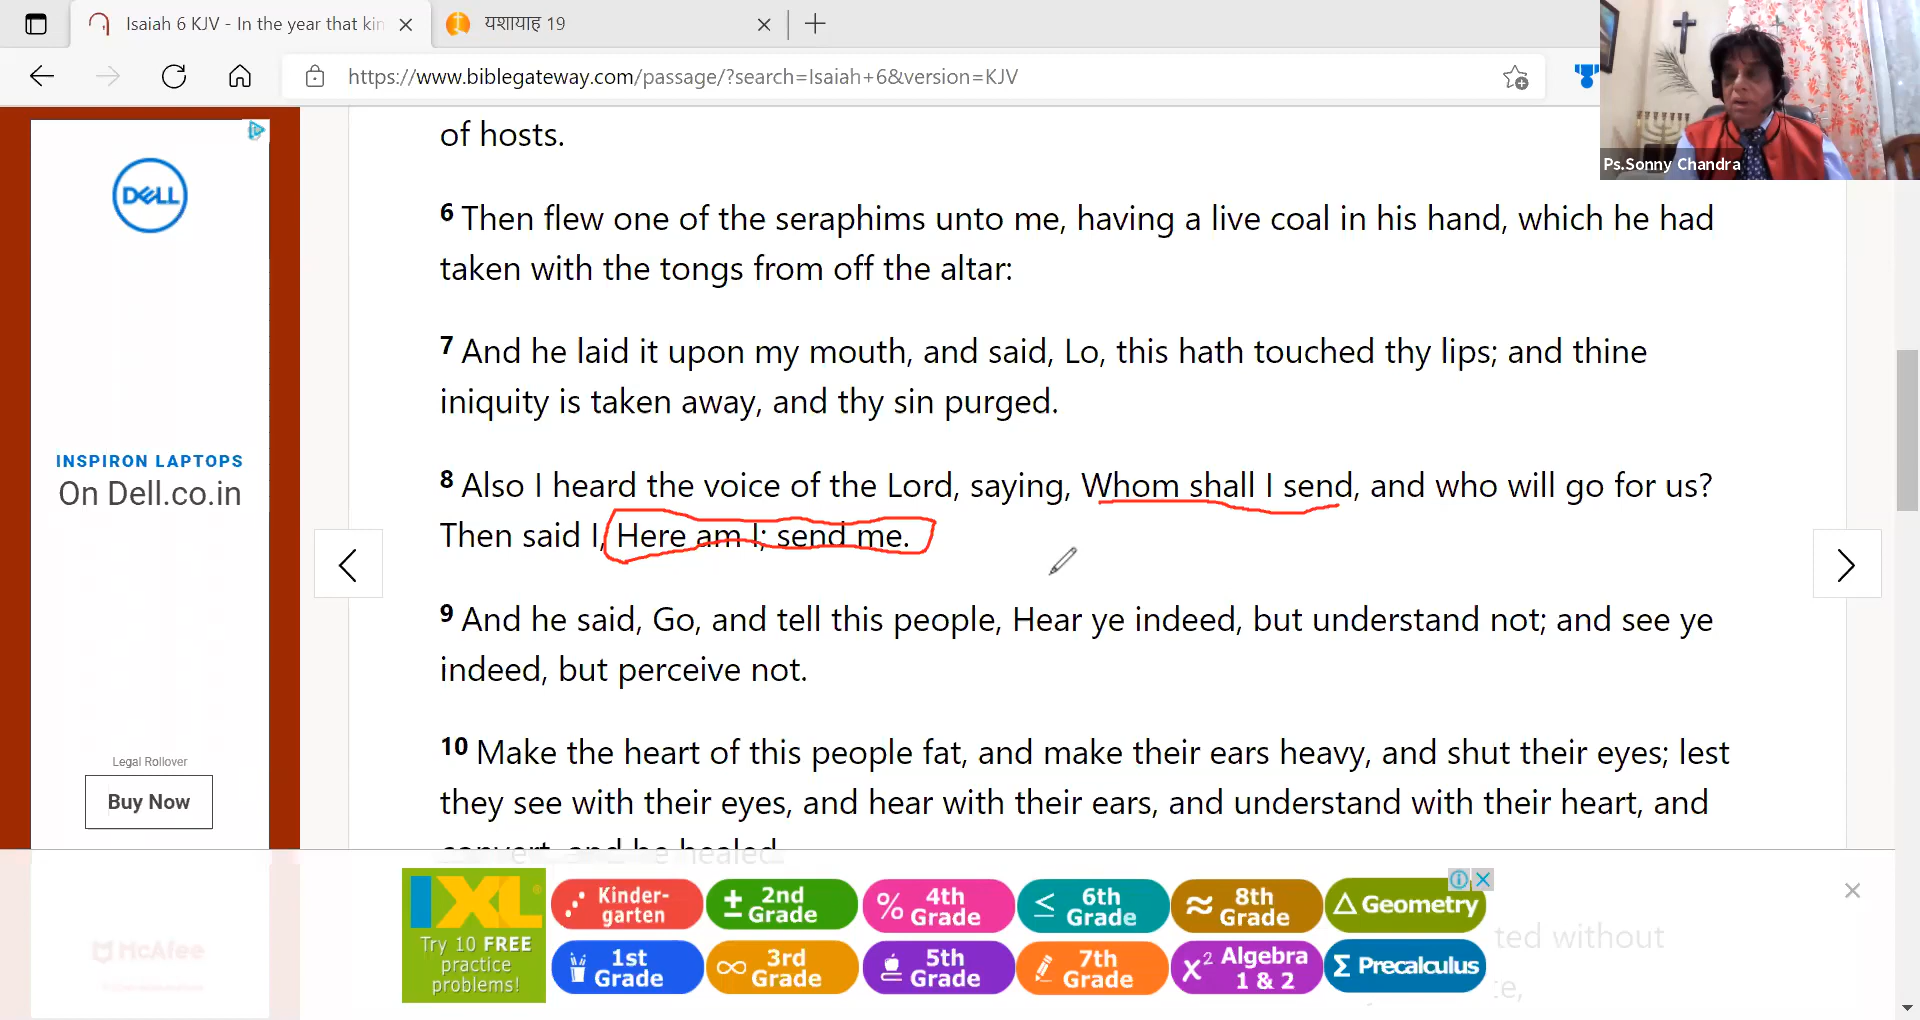 Isaiah 6 KJV - In the year that kin
यशायाह 19
https://www.biblegateway.com/passage/?search=Isaiah+6&version=KJV
Ps.Sonny Chandra
DELL
INSPIRON LAPTOPS
On Dell.co.in
Legal Rollover
Buy Now
McAfee
of hosts.
6 Then flew one of the seraphims unto me, having a live coal in his hand, which he had
taken with the tongs from off the altar:
7 And he laid it upon my mouth, and said, Lo, this hath touched thy lips; and thine
iniquity is taken away, and thy sin purged.
8 Also I heard the voice of the Lord, saying, Whom shall I send, and who will go for us?
Then said I, Here am I; send me.
9 And he said, Go, and tell this people, Hear ye indeed, but understand not; and see ye
indeed, but perceive not.
10 Make the heart of this people fat, and make their ears heavy, and shut their eyes; lest
they see with their eyes, and hear with their ears, and understand with their heart, and
convert, and be healed.
ted without
IXL
Try 10 FREE
practice
problems!
Kinder-
garten
± 2nd
Grade
% 4th
Grade
≤ 6th
Grade
≈ 8th
Grade
△ Geometry
1st
Grade
∞ 3rd
Grade
5th
Grade
7th
Grade
X² Algebra
1 & 2
Σ Precalculus